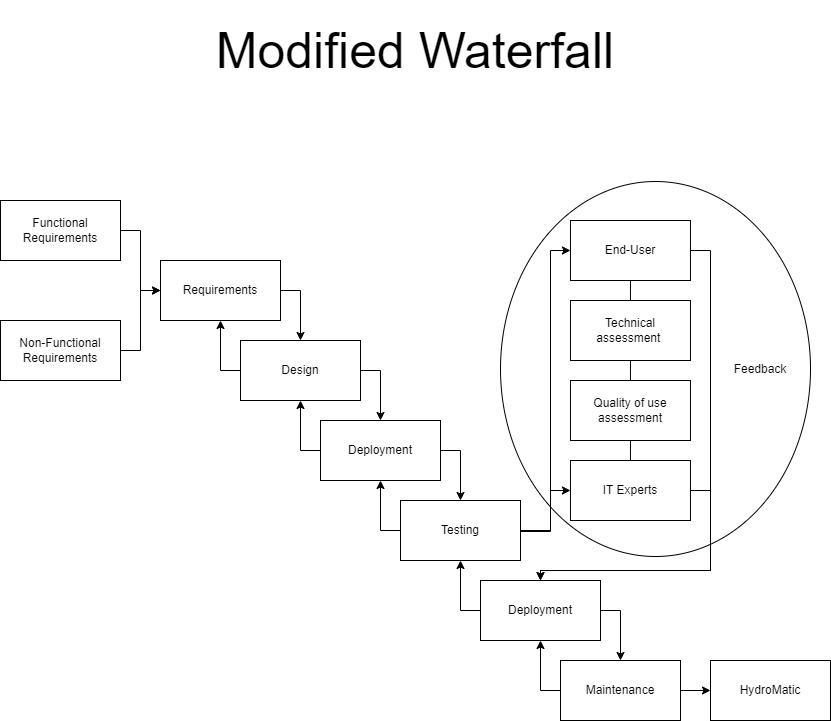 Modified Waterfall
Functional
Requirements
Non-Functional
Requirements
Requirements
Design
Deployment
Testing
End-User
Technical
assessment
Quality of use
assessment
IT Experts
Feedback
Deployment
Maintenance
HydroMatic